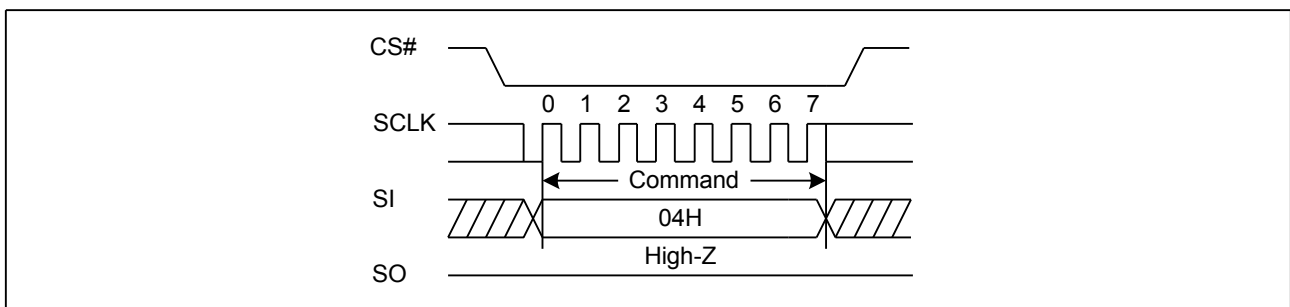 CS#
0 1 2 3 4 5 6 7
SCLK
Command
SI
04H
High-Z
SO